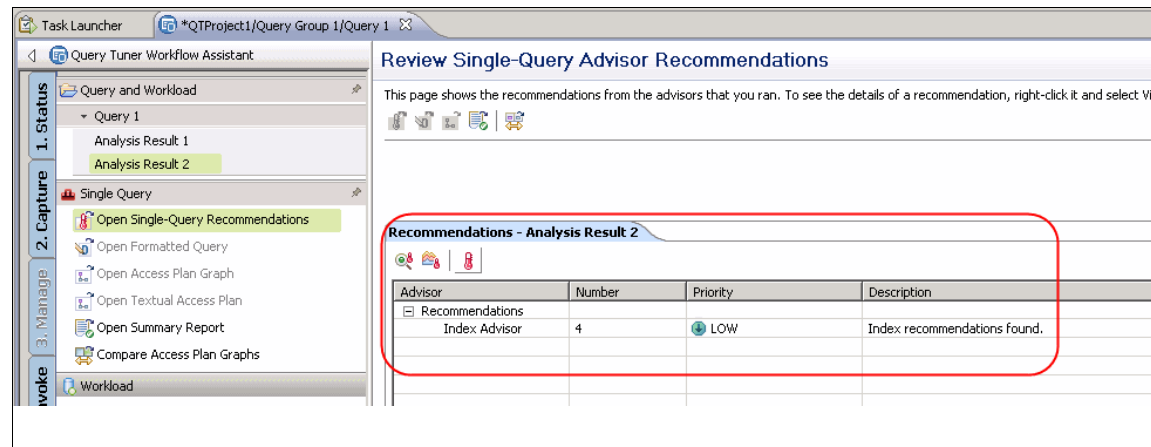 Task Launcher
*QTProject1/Query Group 1/Query 1
Query Tuner Workflow Assistant
1. Status
2. Capture
3. Manage
nvoke
Query and Workload
Query 1
Analysis Result 1
Analysis Result 2
Single Query
Open Single-Query Recommendations
Open Formatted Query
Open Access Plan Graph
Open Textual Access Plan
Open Summary Report
Compare Access Plan Graphs
Workload
Review Single-Query Advisor Recommendations
This page shows the recommendations from the advisors that you ran. To see the details of a recommendation, right-click it and select Vi
Recommendations - Analysis Result 2
Advisor Number Priority Description
Recommendations
Index Advisor 4 LOW Index recommendations found.